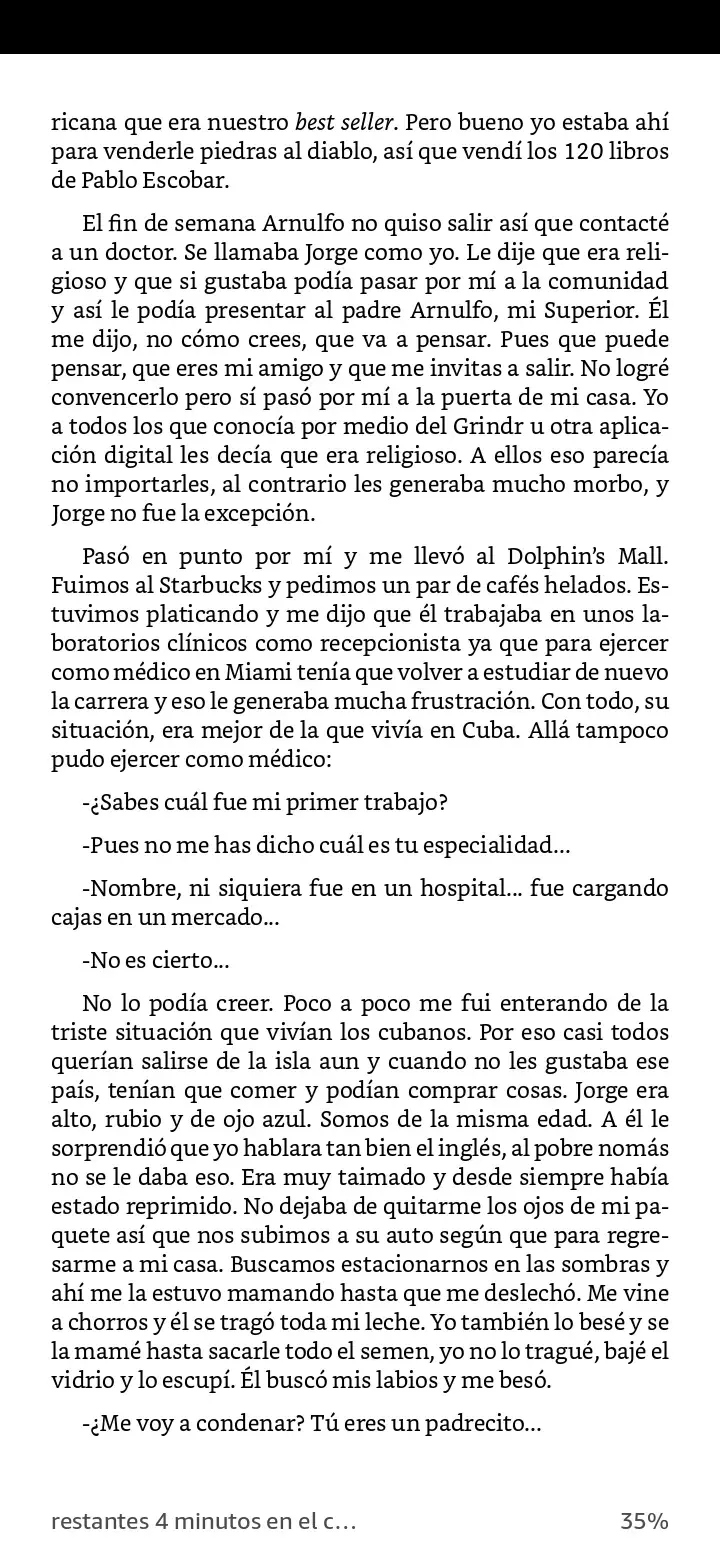 ricana que era nuestro best seller. Pero bueno yo estaba ahí
para venderle piedras al diablo, así que vendí los 120 libros
de Pablo Escobar.
El fin de semana Arnulfo no quiso salir así que contacté
a un doctor. Se llamaba Jorge como yo. Le dije que era reli-
gioso y que si gustaba podía pasar por mí a la comunidad
y así le podía presentar al padre Arnulfo, mi Superior. Él
me dijo, no cómo crees, que va a pensar. Pues que puede
pensar, que eres mi amigo y que me invitas a salir. No logré
convencerlo pero sí pasó por mí a la puerta de mi casa. Yo
a todos los que conocía por medio del Grindr u otra aplica-
ción digital les decía que era religioso. A ellos eso parecía
no importarles, al contrario les generaba mucho morbo, y
Jorge no fue la excepción.
Pasó en punto por mí y me llevó al Dolphin’s Mall.
Fuimos al Starbucks y pedimos un par de cafés helados. Es-
tuvimos platicando y me dijo que él trabajaba en unos la-
boratorios clínicos como recepcionista ya que para ejercer
como médico en Miami tenía que volver a estudiar de nuevo
la carrera y eso le generaba mucha frustración. Con todo, su
situación, era mejor de la que vivía en Cuba. Allá tampoco
pudo ejercer como médico:
-¿Sabes cuál fue mi primer trabajo?
-Pues no me has dicho cuál es tu especialidad...
-Nombre, ni siquiera fue en un hospital... fue cargando
cajas en un mercado...
-No es cierto...
No lo podía creer. Poco a poco me fui enterando de la
triste situación que vivían los cubanos. Por eso casi todos
querían salirse de la isla aun y cuando no les gustaba ese
país, tenían que comer y podían comprar cosas. Jorge era
alto, rubio y de ojo azul. Somos de la misma edad. A él le
sorprendió que yo hablara tan bien el inglés, al pobre nomás
no se le daba eso. Era muy taimado y desde siempre había
estado reprimido. No dejaba de quitarme los ojos de mi pa-
quete así que nos subimos a su auto según que para regre-
sarme a mi casa. Buscamos estacionarnos en las sombras y
ahí me la estuvo mamando hasta que me deslechó. Me vine
a chorros y él se tragó toda mi leche. Yo también lo besé y se
la mamé hasta sacarle todo el semen, yo no lo tragué, bajé el
vidrio y lo escupí. Él buscó mis labios y me besó.
-¿Me voy a condenar? Tú eres un padrecito...
restantes 4 minutos en el c...
35%